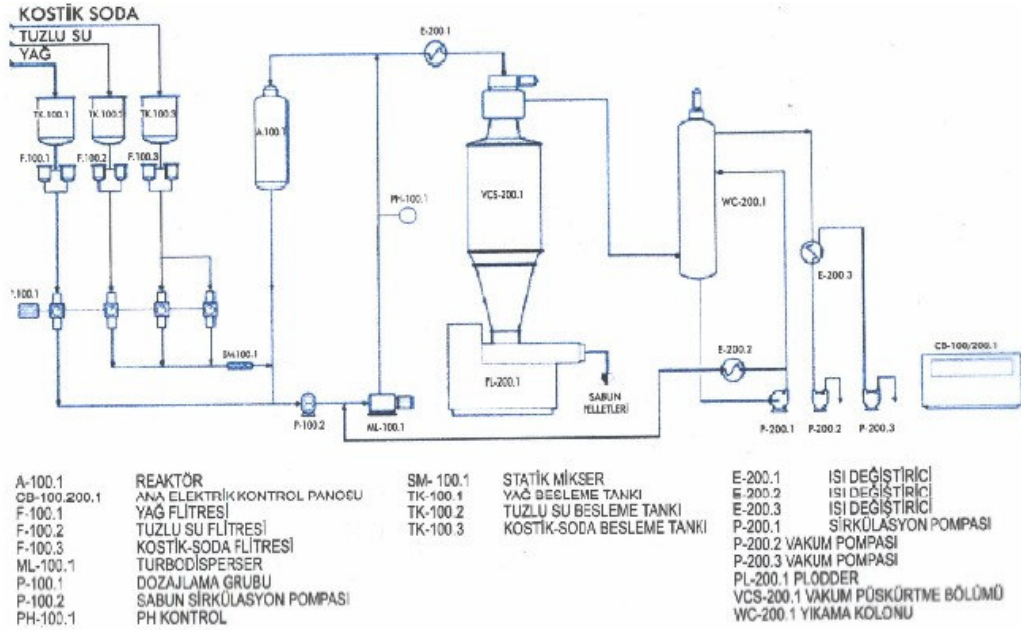 KOSTİK SODA
TUZLU SU
YAĞ
TK.100.1
TK.100.2
TK.100.3
F.100.1
F.100.2
F.100.3
A.100.1
E-200.1
PH-100.1
VCS-200.1
WC-200.1
E-200.3
SM.100.1
P-100.2
ML-100.1
PL-200.1
SABUN
PELLETLERİ
E-200.2
P-200.1
P-200.2
P-200.3
CB-100/200.1
A-100.1 REAKTÖR
CB-100.200.1 ANA ELEKTRİK KONTROL PANOSU
F-100.1 YAĞ FLİTRESİ
F-100.2 TUZLU SU FLİTRESİ
F-100.3 KOSTİK-SODA FLİTRESİ
ML-100.1 TURBODİSPERSER
P-100.1 DOZAJLAMA GRUBU
P-100.2 SABUN SİRKÜLASYON POMPASI
PH-100.1 PH KONTROL
SM- 100.1 STATİK MİKSER
TK-100.1 YAĞ BESLEME TANKI
TK-100.2 TUZLU SU BESLEME TANKI
TK-100.3 KOSTİK-SODA BESLEME TANKI
E-200.1 ISI DEĞİŞTİRİCİ
E-200.2 ISI DEĞİŞTİRİCİ
E-200.3 ISI DEĞİŞTİRİCİ
P-200.1 SİRKÜLASYON POMPASI
P-200.2 VAKUM POMPASI
P-200.3 VAKUM POMPASI
PL-200.1 PLODDER
VCS-200.1 VAKUM PÜSKÜRTME BÖLÜMÜ
WC-200.1 YIKAMA KOLONU